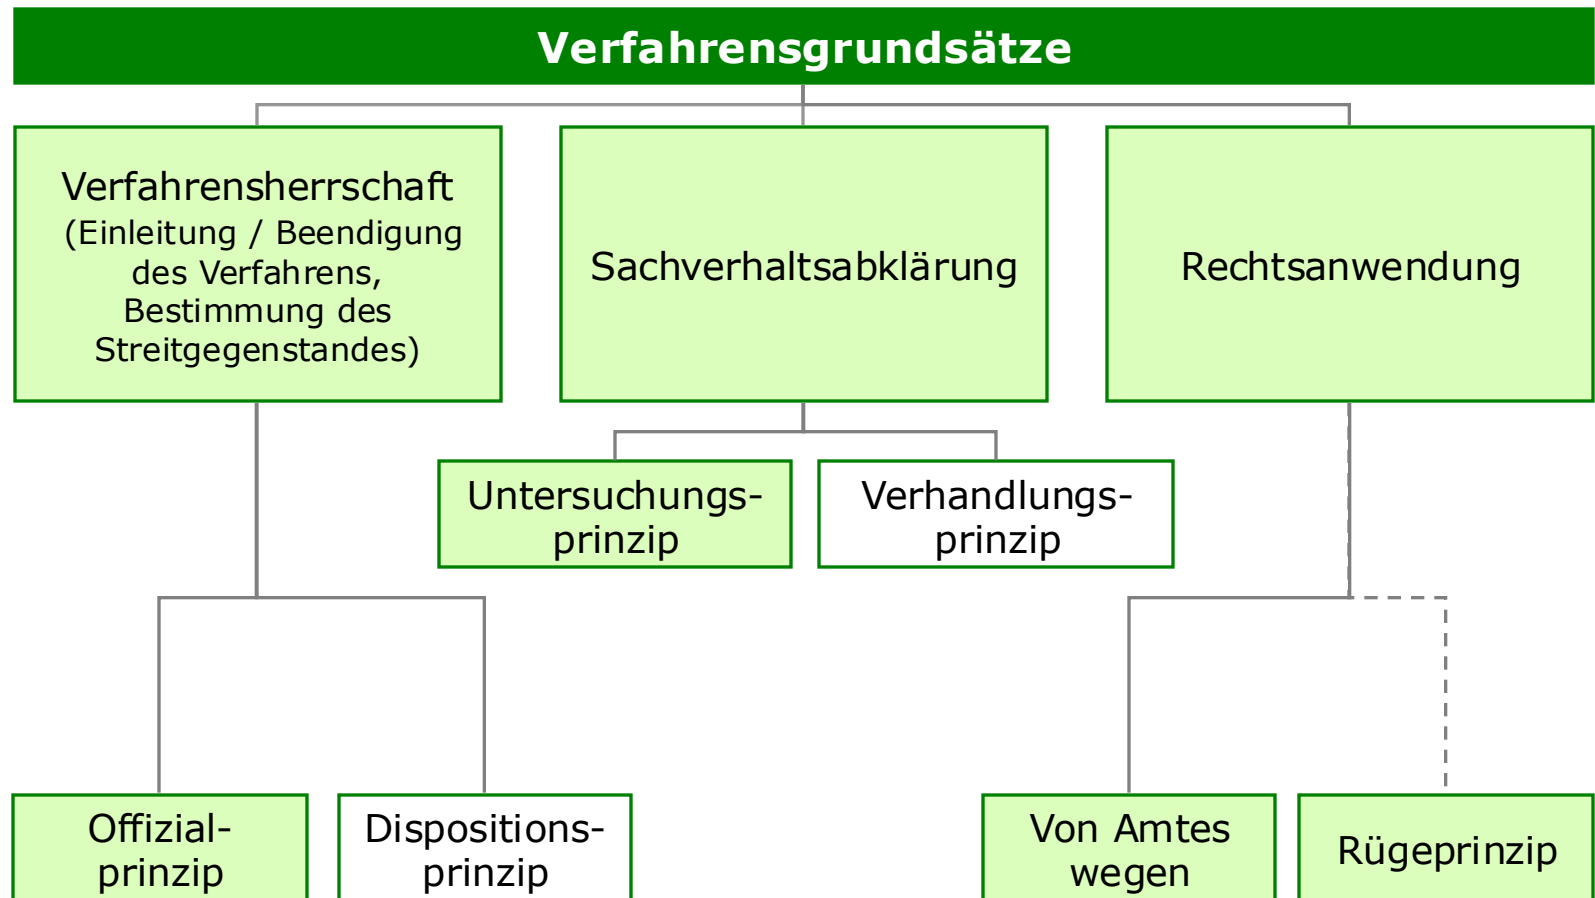 Verfahrensgrundsätze
Verfahrensherrschaft
(Einleitung / Beendigung
des Verfahrens,
Bestimmung des
Streitgegenstandes)
Sachverhaltsabklärung
Rechtsanwendung
Untersuchungs-
prinzip
Verhandlungs-
prinzip
Offizial-
prinzip
Dispositions-
prinzip
Von Amtes
wegen
Rügeprinzip